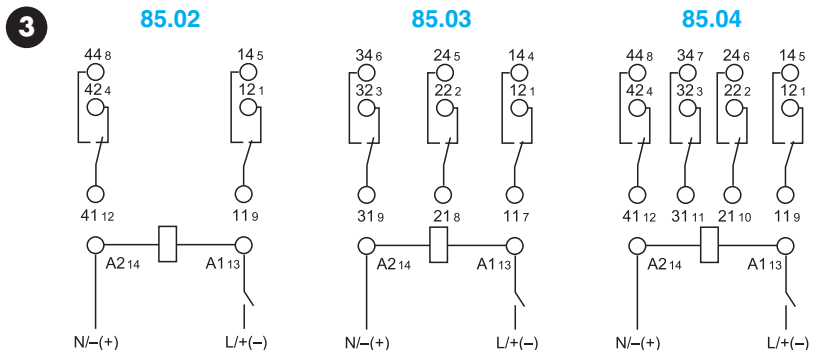 3
85.02 85.03 85.04
44 8 14 5 34 6 24 5 14 4 44 8 34 7 24 6 14 5
42 4 12 1 32 3 22 2 12 1 42 4 32 3 22 2 12 1
41 12 11 9 31 9 21 8 11 7 41 12 31 11 21 10 11 9
A2 14 A1 13 A2 14 A1 13 A2 14 A1 13
N/–(+) L/+(–) N/–(+) L/+(–) N/–(+) L/+(–)